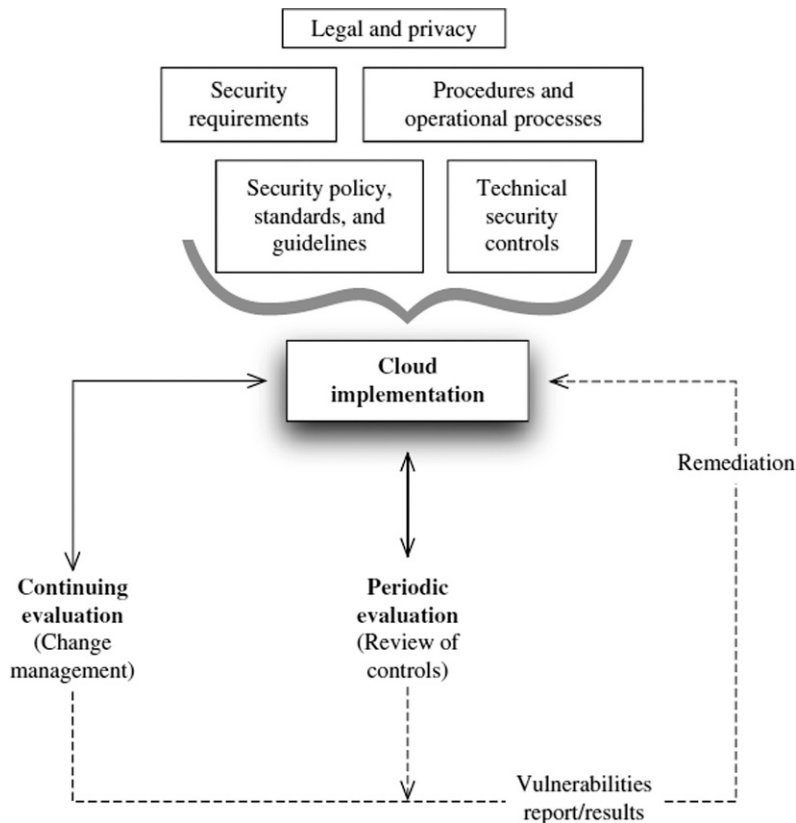 Legal and privacy
Security
requirements
Procedures and
operational processes
Security policy,
standards, and
guidelines
Technical
security
controls
Cloud
implementation
Remediation
Continuing
evaluation
(Change
management)
Periodic
evaluation
(Review of
controls)
Vulnerabilities
report/results